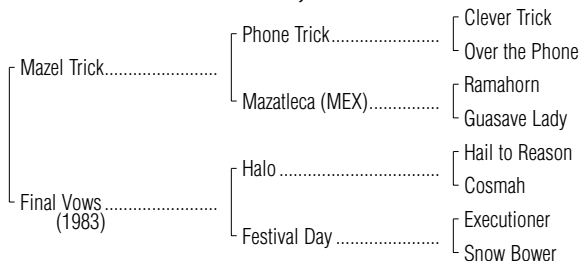 Clever Trick
Phone Trick
Over the Phone
Mazel Trick
Ramahorn
Mazatleca (MEX)
Guasave Lady
Hail to Reason
Halo
Cosmah
Final Vows
(1983)
Executioner
Festival Day
Snow Bower